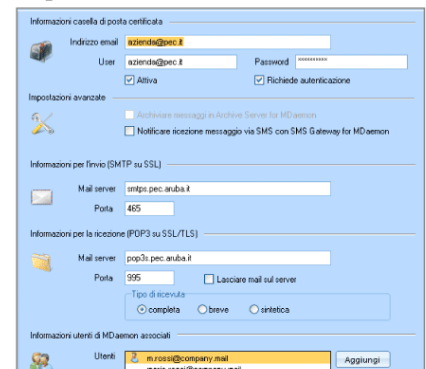 Informazioni casella di posta certificata
Indirizzo email azienda@pec.it
User azienda@pec.it Password ××××××××××
Attiva Richiede autenticazione
Impostazioni avanzate
Archiviare messaggi in Archive Server for MDaemon
Notificare ricezione messaggio via SMS con SMS Gateway for MDaemon
Informazioni per l'invio (SMTP su SSL)
Mail server smtps.pec.aruba.it
Porta 465
Informazioni per la ricezione (POP3 su SSL/TLS)
Mail server pop3s.pec.aruba.it
Porta 995 Lasciare mail sul server
Tipo di ricevuta
completa breve sintetica
Informazioni utenti di MDaemon associati
Utenti m.rossi@company.mail Aggiungi